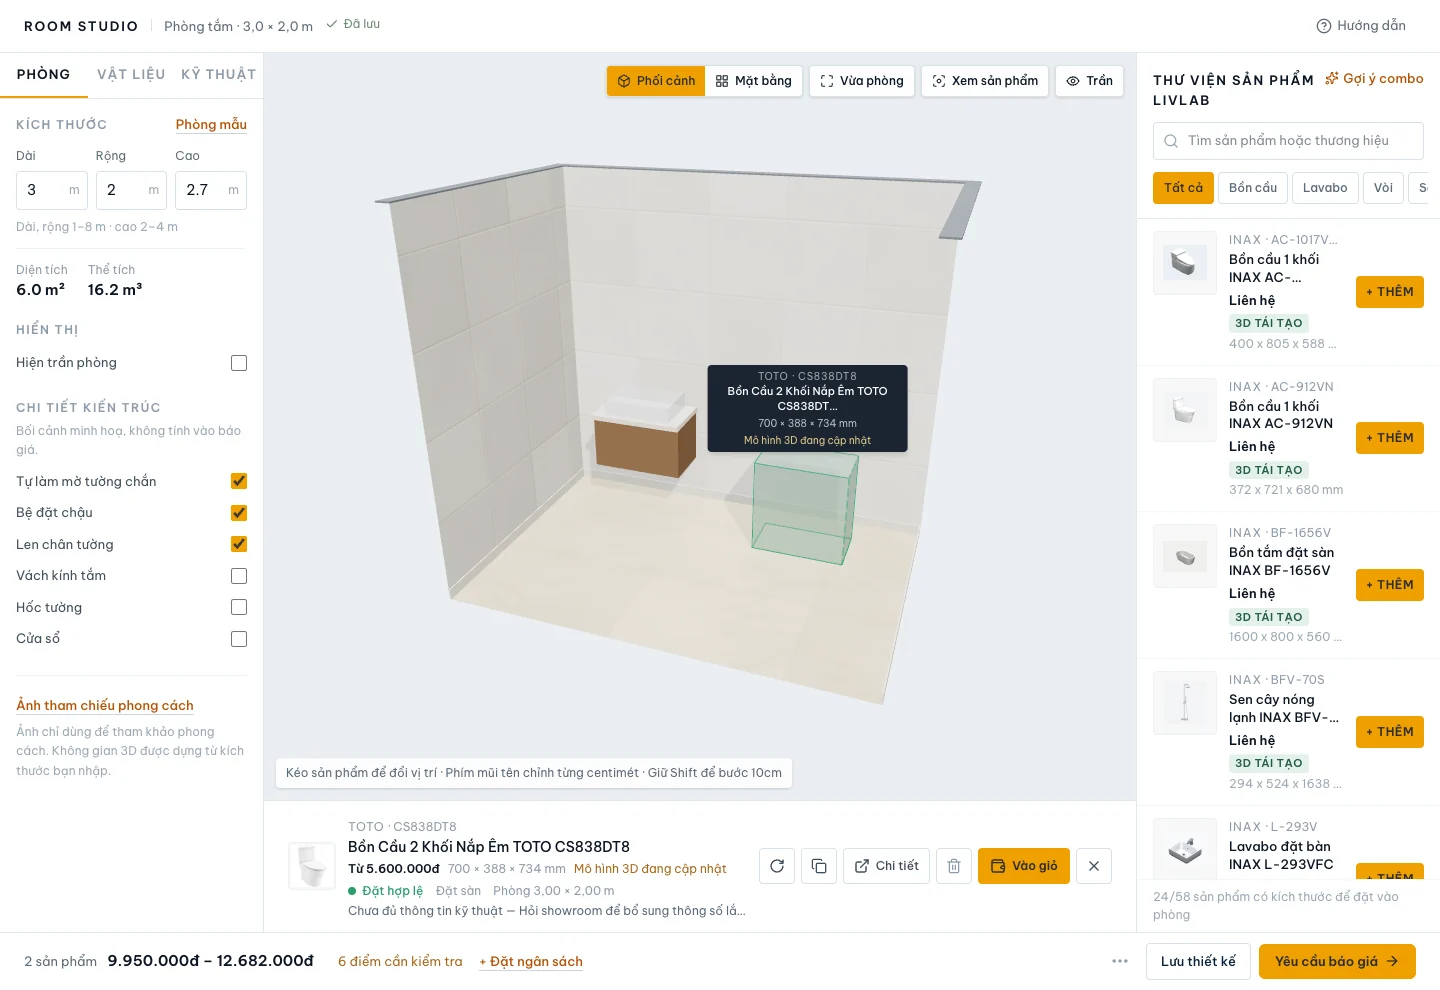 ROOM STUDIO
Phòng tắm · 3,0 × 2,0 m
Đã lưu
Hướng dẫn
PHÒNG
VẬT LIỆU
KỸ THUẬT
KÍCH THƯỚC
Phòng mẫu
Dài
Rộng
Cao
3 m
2 m
2.7 m
Dài, rộng 1–8 m · cao 2–4 m
Diện tích
Thể tích
6.0 m²
16.2 m³
HIỂN THỊ
Hiện trần phòng
CHI TIẾT KIẾN TRÚC
Bối cảnh minh hoạ, không tính vào báo
giá.
Tự làm mờ tường chắn
Bệ đặt chậu
Len chân tường
Vách kính tắm
Hốc tường
Cửa sổ
Ảnh tham chiếu phong cách
Ảnh chỉ dùng để tham khảo phong
cách. Không gian 3D được dựng từ kích
thước bạn nhập.
Phối cảnh
Mặt bằng
Vừa phòng
Xem sản phẩm
Trần
TOTO · CS838DT8
Bồn Cầu 2 Khối Nắp Êm TOTO
CS838DT...
700 × 388 × 734 mm
Mô hình 3D đang cập nhật
Kéo sản phẩm để đổi vị trí · Phím mũi tên chỉnh từng centimét · Giữ Shift để bước 10cm
TOTO · CS838DT8
Bồn Cầu 2 Khối Nắp Êm TOTO CS838DT8
Từ 5.600.000đ 700 × 388 × 734 mm Mô hình 3D đang cập nhật
Đặt hợp lệ Đặt sàn Phòng 3,00 × 2,00 m
Chưa đủ thông tin kỹ thuật — Hỏi showroom để bổ sung thông số lắ...
Chi tiết
Vào giỏ
THƯ VIỆN SẢN PHẨM
LIVLAB
Gợi ý combo
Tìm sản phẩm hoặc thương hiệu
Tất cả
Bồn cầu
Lavabo
Vòi
INAX · AC-1017V...
Bồn cầu 1 khối
INAX AC-...
Liên hệ
3D TÁI TẠO
400 x 805 x 588 ...
+ THÊM
INAX · AC-912VN
Bồn cầu 1 khối
INAX AC-912VN
Liên hệ
3D TÁI TẠO
372 x 721 x 680 mm
+ THÊM
INAX · BF-1656V
Bồn tắm đặt sàn
INAX BF-1656V
Liên hệ
3D TÁI TẠO
1600 x 800 x 560 ...
+ THÊM
INAX · BFV-70S
Sen cây nóng
lạnh INAX BFV-...
Liên hệ
3D TÁI TẠO
294 x 524 x 1638 ...
+ THÊM
INAX · L-293V
Lavabo đặt bàn
INAX L-293VFC
+ THÊM
24/58 sản phẩm có kích thước để đặt vào
phòng
2 sản phẩm
9.950.000đ – 12.682.000đ
6 điểm cần kiểm tra
+ Đặt ngân sách
Lưu thiết kế
Yêu cầu báo giá